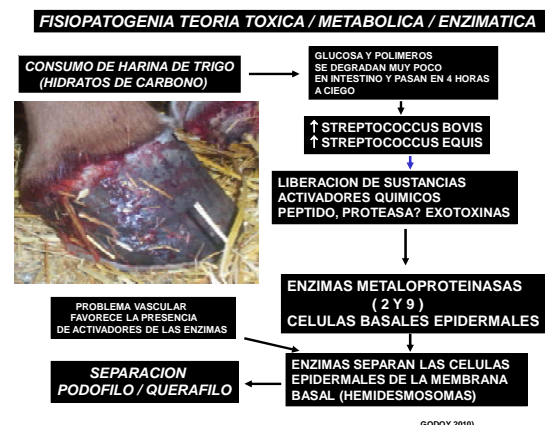 FISIOPATOGENIA TEORIA TOXICA / METABOLICA / ENZIMATICA
CONSUMO DE HARINA DE TRIGO
(HIDRATOS DE CARBONO)
GLUCOSA Y POLIMEROS
SE DEGRADAN MUY POCO
EN INTESTINO Y PASAN EN 4 HORAS
A CIEGO
↑ STREPTOCOCCUS BOVIS
↑ STREPTOCOCCUS EQUIS
LIBERACION DE SUSTANCIAS
ACTIVADORES QUIMICOS
PEPTIDO, PROTEASA? EXOTOXINAS
ENZIMAS METALOPROTEINASAS
( 2 Y 9 )
CELULAS BASALES EPIDERMALES
PROBLEMA VASCULAR
FAVORECE LA PRESENCIA
DE ACTIVADORES DE LAS ENZIMAS
ENZIMAS SEPARAN LAS CELULAS
EPIDERMALES DE LA MEMBRANA
BASAL (HEMIDESMOSOMAS)
SEPARACION
PODOFILO / QUERAFILO
GODOY 2010)